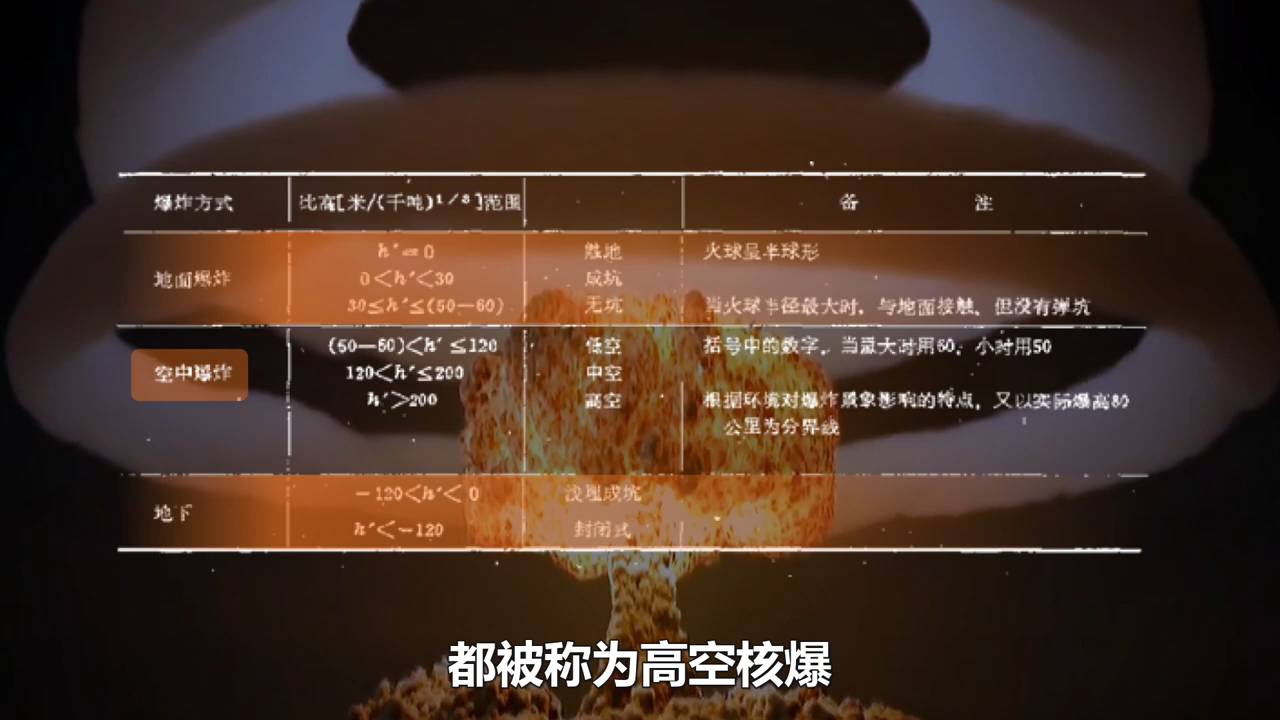 爆炸方式 比高[米/(千吨)¹/³]范围 备 注
h′=0 触地 火球呈半球形
地面爆炸 0<h′<30 成坑
30≤h′≤(50—60) 无坑 当火球半径最大时，与地面接触，但没有弹坑
(50—60)<h′≤120 低空 括号中的数字，当量大时用60，小时用50
空中爆炸 120<h′≤200 中空
h′>200 高空 根据环境对爆炸景象影响的特点，又以实际爆高80
公里为分界线
-120<h′<0 浅埋成坑
地下
h′<-120 封闭式
都被称为高空核爆